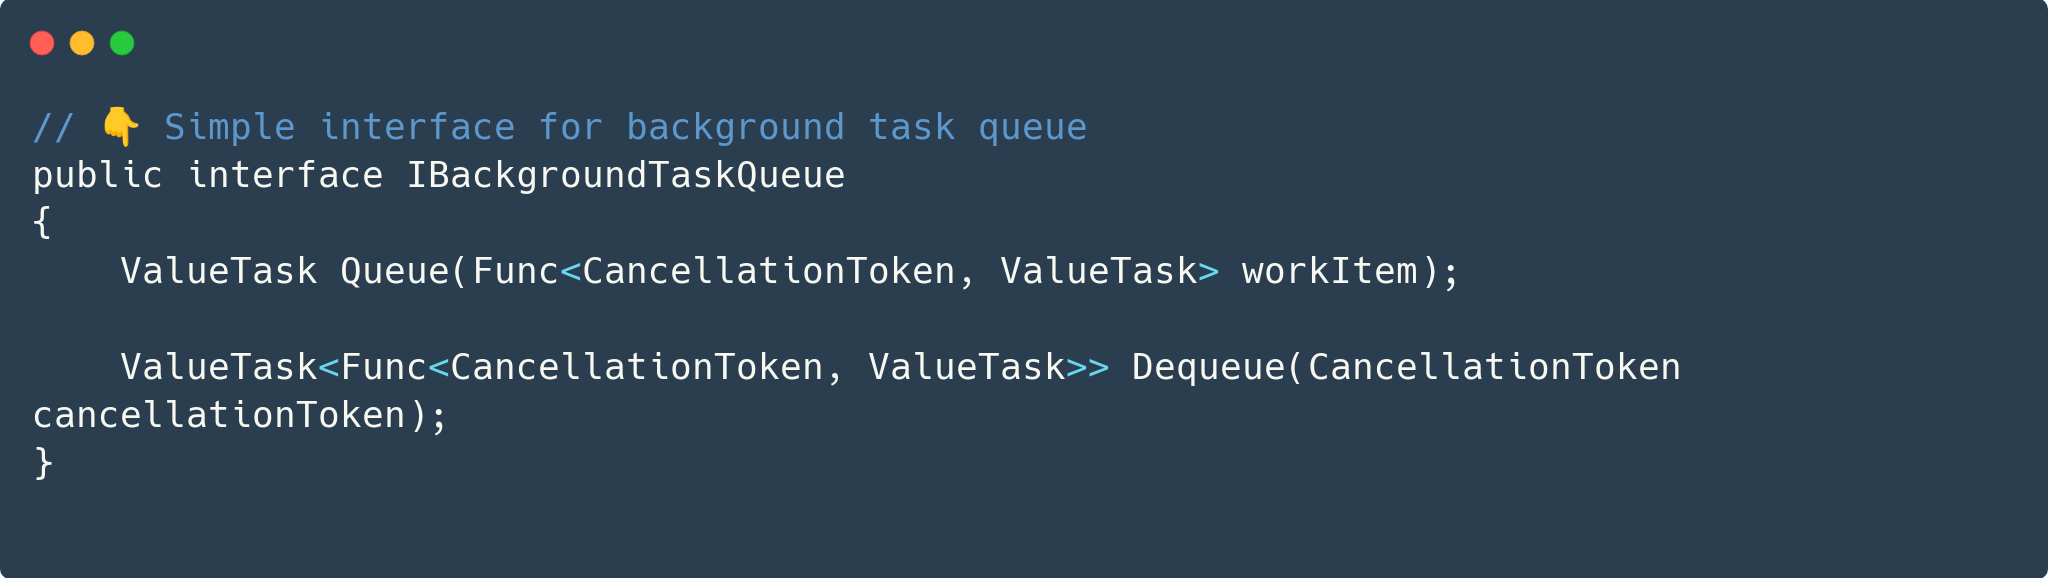 // 👇 Simple interface for background task queue
public interface IBackgroundTaskQueue
{
    ValueTask Queue(Func<CancellationToken, ValueTask> workItem);

    ValueTask<Func<CancellationToken, ValueTask>> Dequeue(CancellationToken
cancellationToken);
}